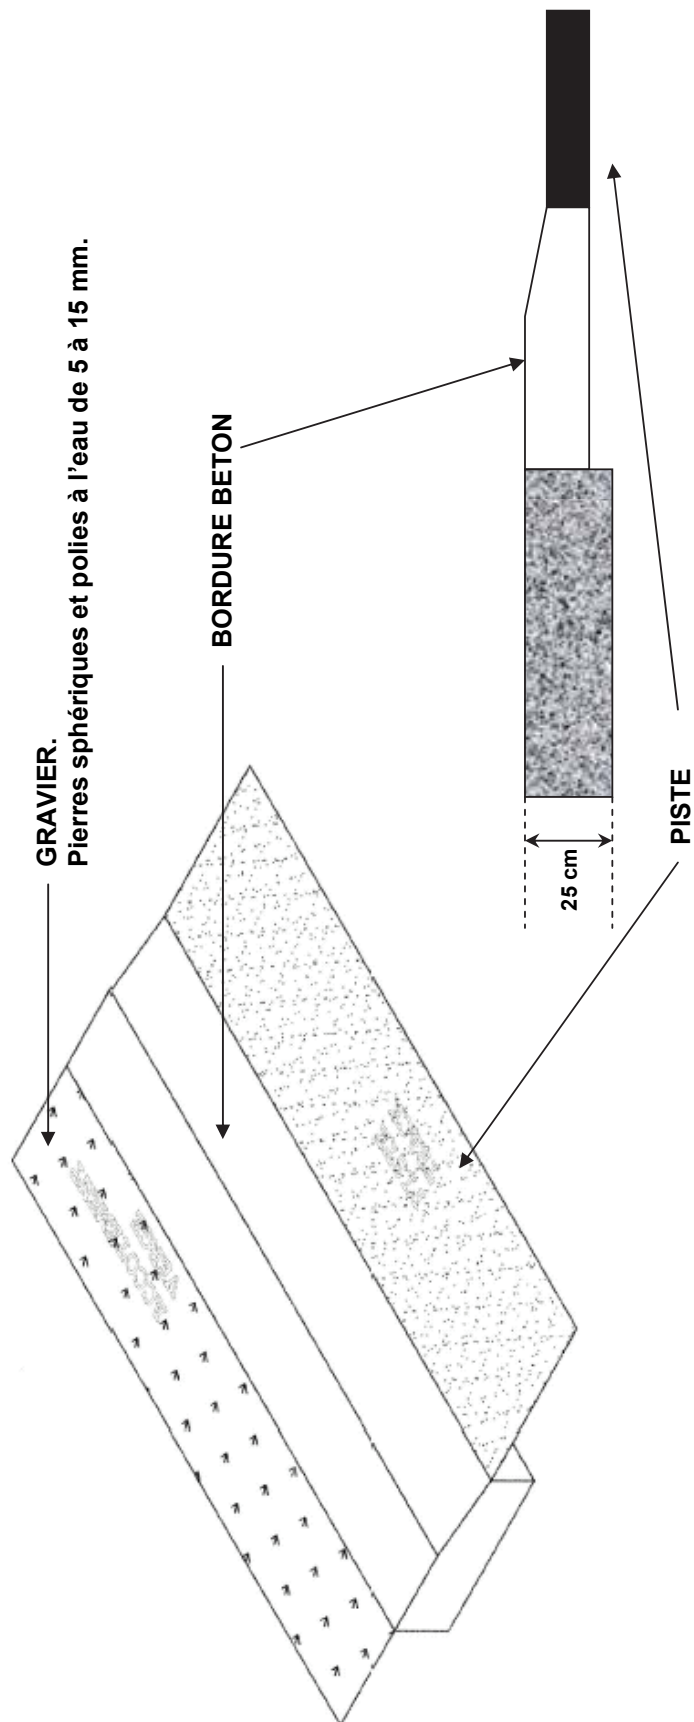 GRAVIER.
Pierres sphériques et polies à l'eau de 5 à 15 mm.
BORDURE BETON
25 cm
PISTE